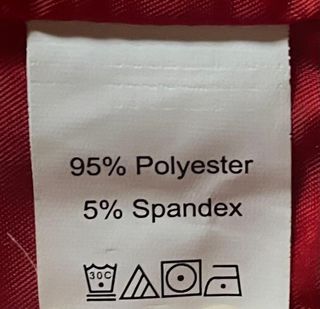 95% Polyester
5% Spandex
30C